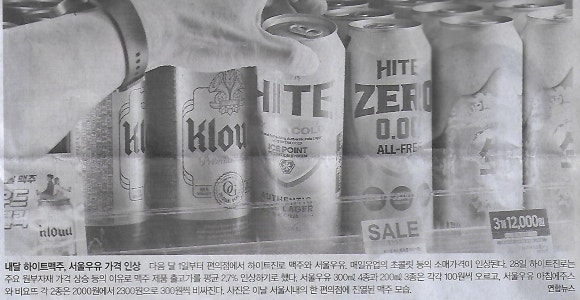 Kloud
Kloud
HITE
EXTRA COLD
ICE POINT
AUTHENTIC
LAGER
HITE
ZERO
0.00
ALL-FREE
SALE
3개 12,000원
맥주
kloud
내달 하이트맥주, 서울우유 가격 인상 다음 달 1일부터 편의점에서 하이트진로 맥주와 서울우유, 매일유업의 초콜릿 등의 소매가격이 인상된다. 28일 하이트진로는
주요 원부자재 가격 상승 등의 이유로 맥주 제품 출고가를 평균 2.7% 인상하기로 했다. 서울우유 300㎖ 4종과 200㎖ 3종은 각각 100원씩 오르고, 서울우유 아침에주스
와 비요뜨 각 2종은 2000원에서 2300원으로 300원씩 비싸진다. 사진은 이날 서울시내의 한 편의점에 진열된 맥주 모습. 연합뉴스